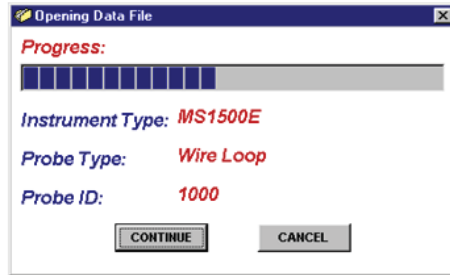 Opening Data File
Progress:
Instrument Type: MS1500E
Probe Type: Wire Loop
Probe ID: 1000
CONTINUE CANCEL